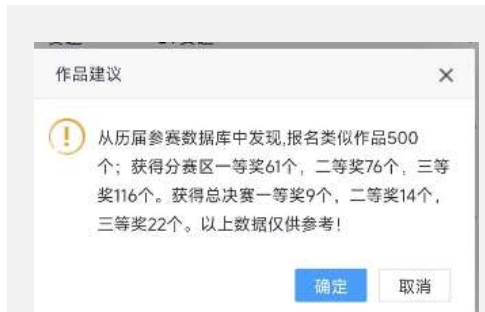 作品建议
从历届参赛数据库中发现,报名类似作品500
个；获得分赛区一等奖61个，二等奖76个，三等
奖116个。获得总决赛一等奖9个，二等奖14个，
三等奖22个。以上数据仅供参考！
确定 取消